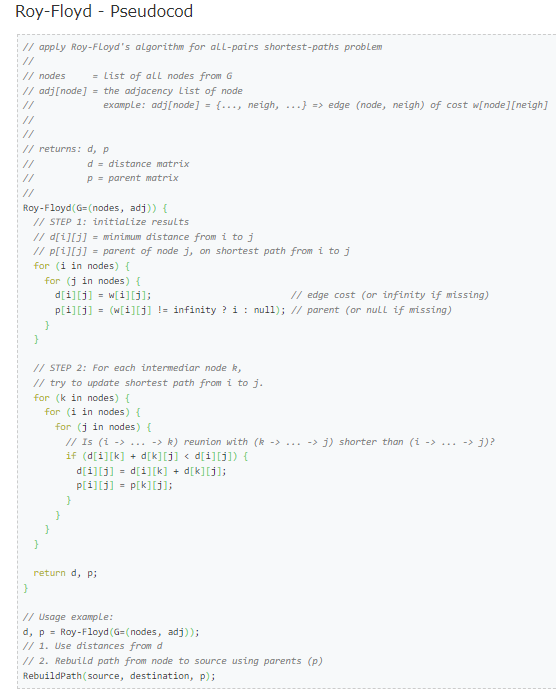 Roy-Floyd - Pseudocod
// apply Roy-Floyd's algorithm for all-pairs shortest-paths problem
//
// nodes     = list of all nodes from G
// adj[node] = the adjacency list of node
//             example: adj[node] = {..., neigh, ...} => edge (node, neigh) of cost w[node][neigh]
//
//
// returns: d, p
//          d = distance matrix
//          p = parent matrix
//
Roy-Floyd(G=(nodes, adj)) {
  // STEP 1: initialize results
  // d[i][j] = minimum distance from i to j
  // p[i][j] = parent of node j, on shortest path from i to j
  for (i in nodes) {
    for (j in nodes) {
      d[i][j] = w[i][j];                          // edge cost (or infinity if missing)
      p[i][j] = (w[i][j] != infinity ? i : null); // parent (or null if missing)
    }
  }
  // STEP 2: For each intermediar node k,
  // try to update shortest path from i to j.
  for (k in nodes) {
    for (i in nodes) {
      for (j in nodes) {
        // Is (i -> ... -> k) reunion with (k -> ... -> j) shorter than (i -> ... -> j)?
        if (d[i][k] + d[k][j] < d[i][j]) {
          d[i][j] = d[i][k] + d[k][j];
          p[i][j] = p[k][j];
        }
      }
    }
  }
  return d, p;
}
// Usage example:
d, p = Roy-Floyd(G=(nodes, adj));
// 1. Use distances from d
// 2. Rebuild path from node to source using parents (p)
RebuildPath(source, destination, p);